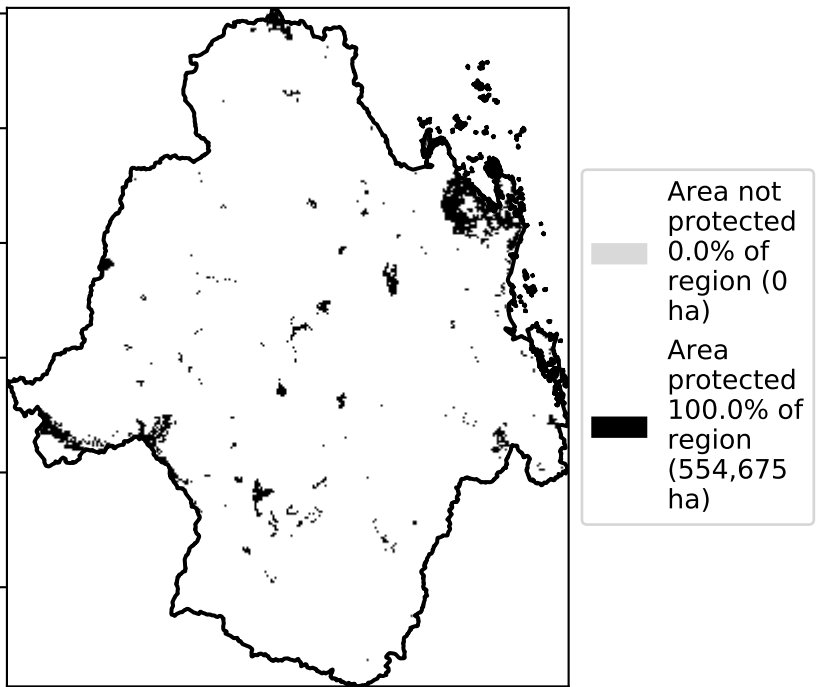 Area not
protected
0.0% of
region (0
ha)
Area
protected
100.0% of
region
(554,675
ha)